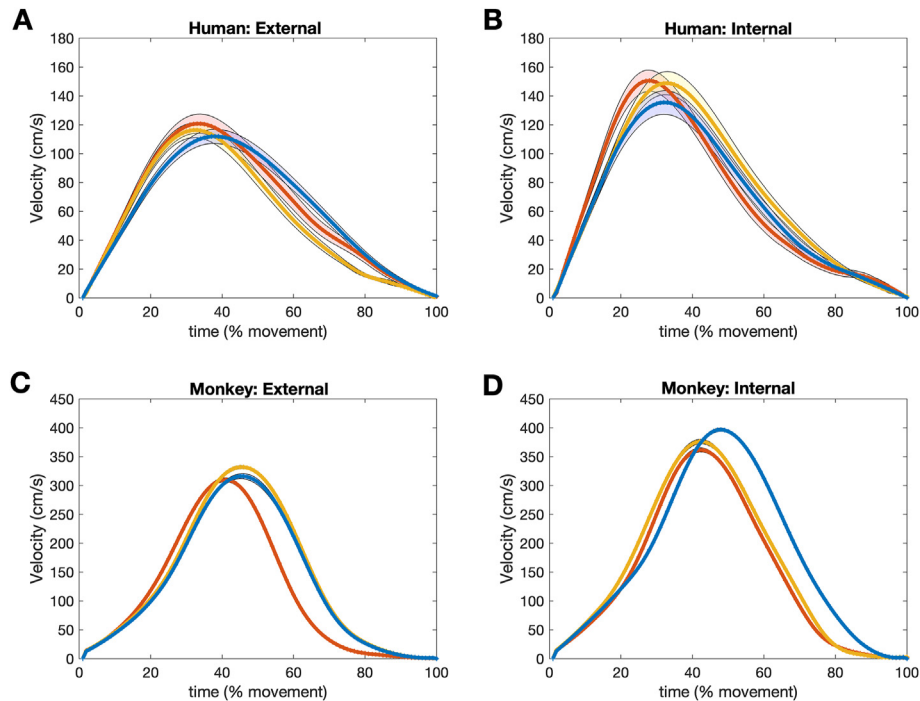 A
Human: External
180
160
140
120
100
80
60
40
20
0
Velocity (cm/s)
0 20 40 60 80 100
time (% movement)
B
Human: Internal
180
160
140
120
100
80
60
40
20
0
Velocity (cm/s)
0 20 40 60 80 100
time (% movement)
C
Monkey: External
450
400
350
300
250
200
150
100
50
0
Velocity (cm/s)
0 20 40 60 80 100
time (% movement)
D
Monkey: Internal
450
400
350
300
250
200
150
100
50
0
Velocity (cm/s)
0 20 40 60 80 100
time (% movement)